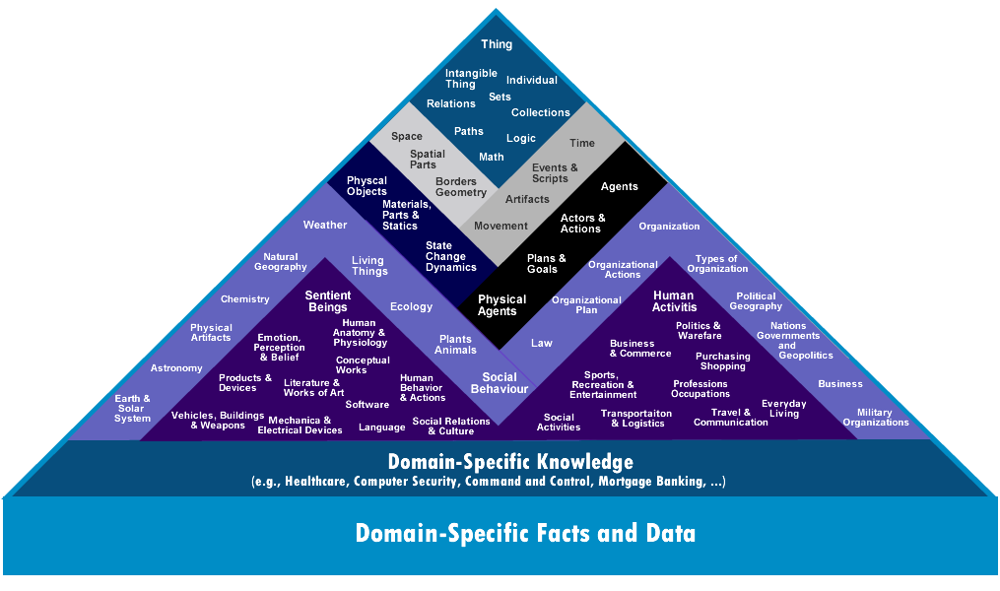 Thing
Intangible
Thing
Individual
Sets
Relations
Collections
Paths
Logic
Math
Space
Spatial
Parts
Borders
Geometry
Time
Events &
Scripts
Artifacts
Movement
Physcal
Objects
Materials,
Parts &
Statics
State
Change
Dynamics
Agents
Actors &
Actions
Plans &
Goals
Physical
Agents
Weather
Natural
Geography
Living
Things
Chemistry
Ecology
Physical
Artifacts
Plants
Animals
Astronomy
Social
Behaviour
Earth &
Solar
System
Organization
Organizational
Actions
Types of
Organization
Organizational
Plan
Political
Geography
Law
Nations
Governments
and
Geopolitics
Business
Military
Organizations
Sentient
Beings
Human
Anatomy &
Physiology
Emotion,
Perception
& Belief
Conceptual
Works
Products &
Devices
Literature &
Works of Art
Human
Behavior
& Actions
Software
Vehicles, Buildings
& Weapons
Mechanica &
Electrical Devices
Language
Social Relations
& Culture
Human
Activitis
Politics &
Warefare
Business
& Commerce
Purchasing
Shopping
Sports,
Recreation &
Entertainment
Professions
Occupations
Everyday
Living
Social
Activities
Transportaiton
& Logistics
Travel &
Communication
Domain-Specific Knowledge
(e.g., Healthcare, Computer Security, Command and Control, Mortgage Banking, ...)
Domain-Specific Facts and Data